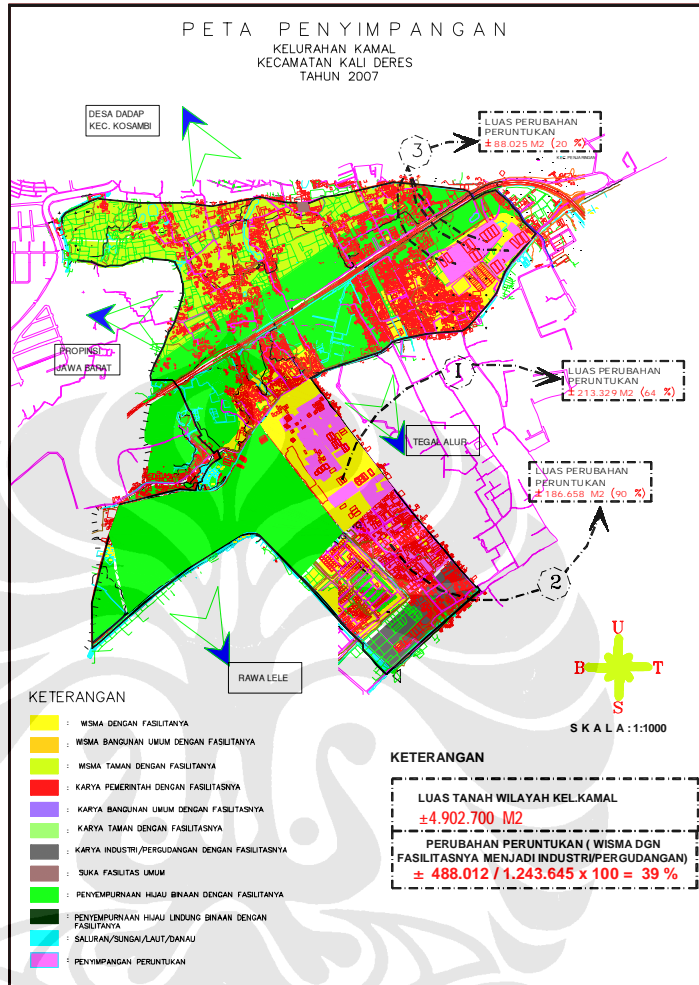 PETA PENYIMPANGAN
KELURAHAN KAMAL
KECAMATAN KALI DERES
TAHUN 2007
DESA DADAP
KEC. KOSAMBI
3
LUAS PERUBAHAN
PERUNTUKAN
± 88.025 M2 (20 %)
KEC. PENJARINGAN
PROPINSI
JAWA BARAT
1
LUAS PERUBAHAN
PERUNTUKAN
± 213.329 M2 (64 %)
TEGAL ALUR
LUAS PERUBAHAN
PERUNTUKAN
± 186.658 M2 (90 %)
2
RAWA LELE
U
B T
S
SKALA : 1:1000
KETERANGAN
: WISMA DENGAN FASILITANYA
: WISMA BANGUNAN UMUM DENGAN FASILITANYA
: WISMA TAMAN DENGAN FASILITANYA
: KARYA PEMERINTAH DENGAN FASILITASNYA
: KARYA BANGUNAN UMUM DENGAN FASILITASNYA
: KARYA TAMAN DENGAN FASILITASNYA
: KARYA INDUSTRI/PERGUDANGAN DENGAN FASILITASNYA
: SUKA FASILITAS UMUM
: PENYEMPURNAAN HIJAU BINAAN DENGAN FASILITANYA
: PENYEMPURNAAN HIJAU LINDUNG BINAAN DENGAN
FASILITANYA
: SALURAN/SUNGAI/LAUT/DANAU
: PENYIMPANGAN PERUNTUKAN
KETERANGAN
LUAS TANAH WILAYAH KEL.KAMAL
±4.902.700 M2
PERUBAHAN PERUNTUKAN ( WISMA DGN
FASILITASNYA MENJADI INDUSTRI/PERGUDANGAN)
± 488.012 / 1.243.645 x 100 = 39 %